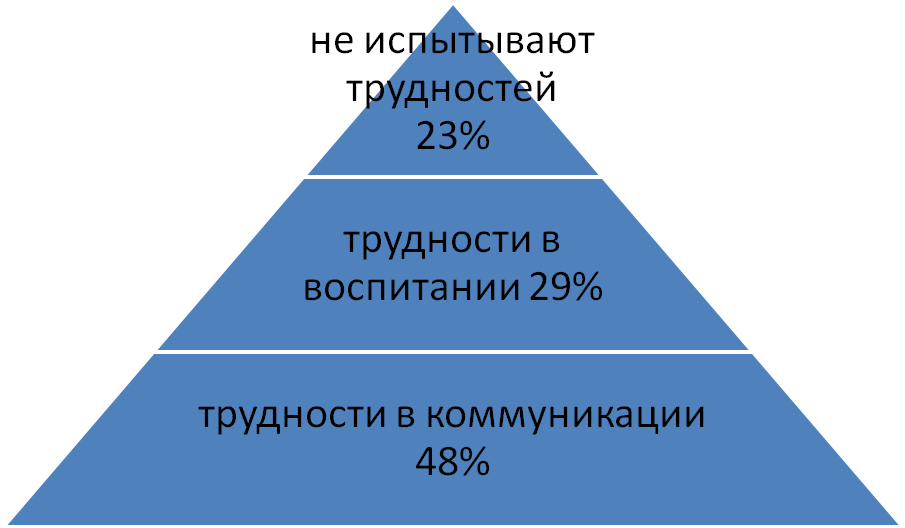 не испытывают
трудностей
23%
трудности в
воспитании 29%
трудности в коммуникации
48%